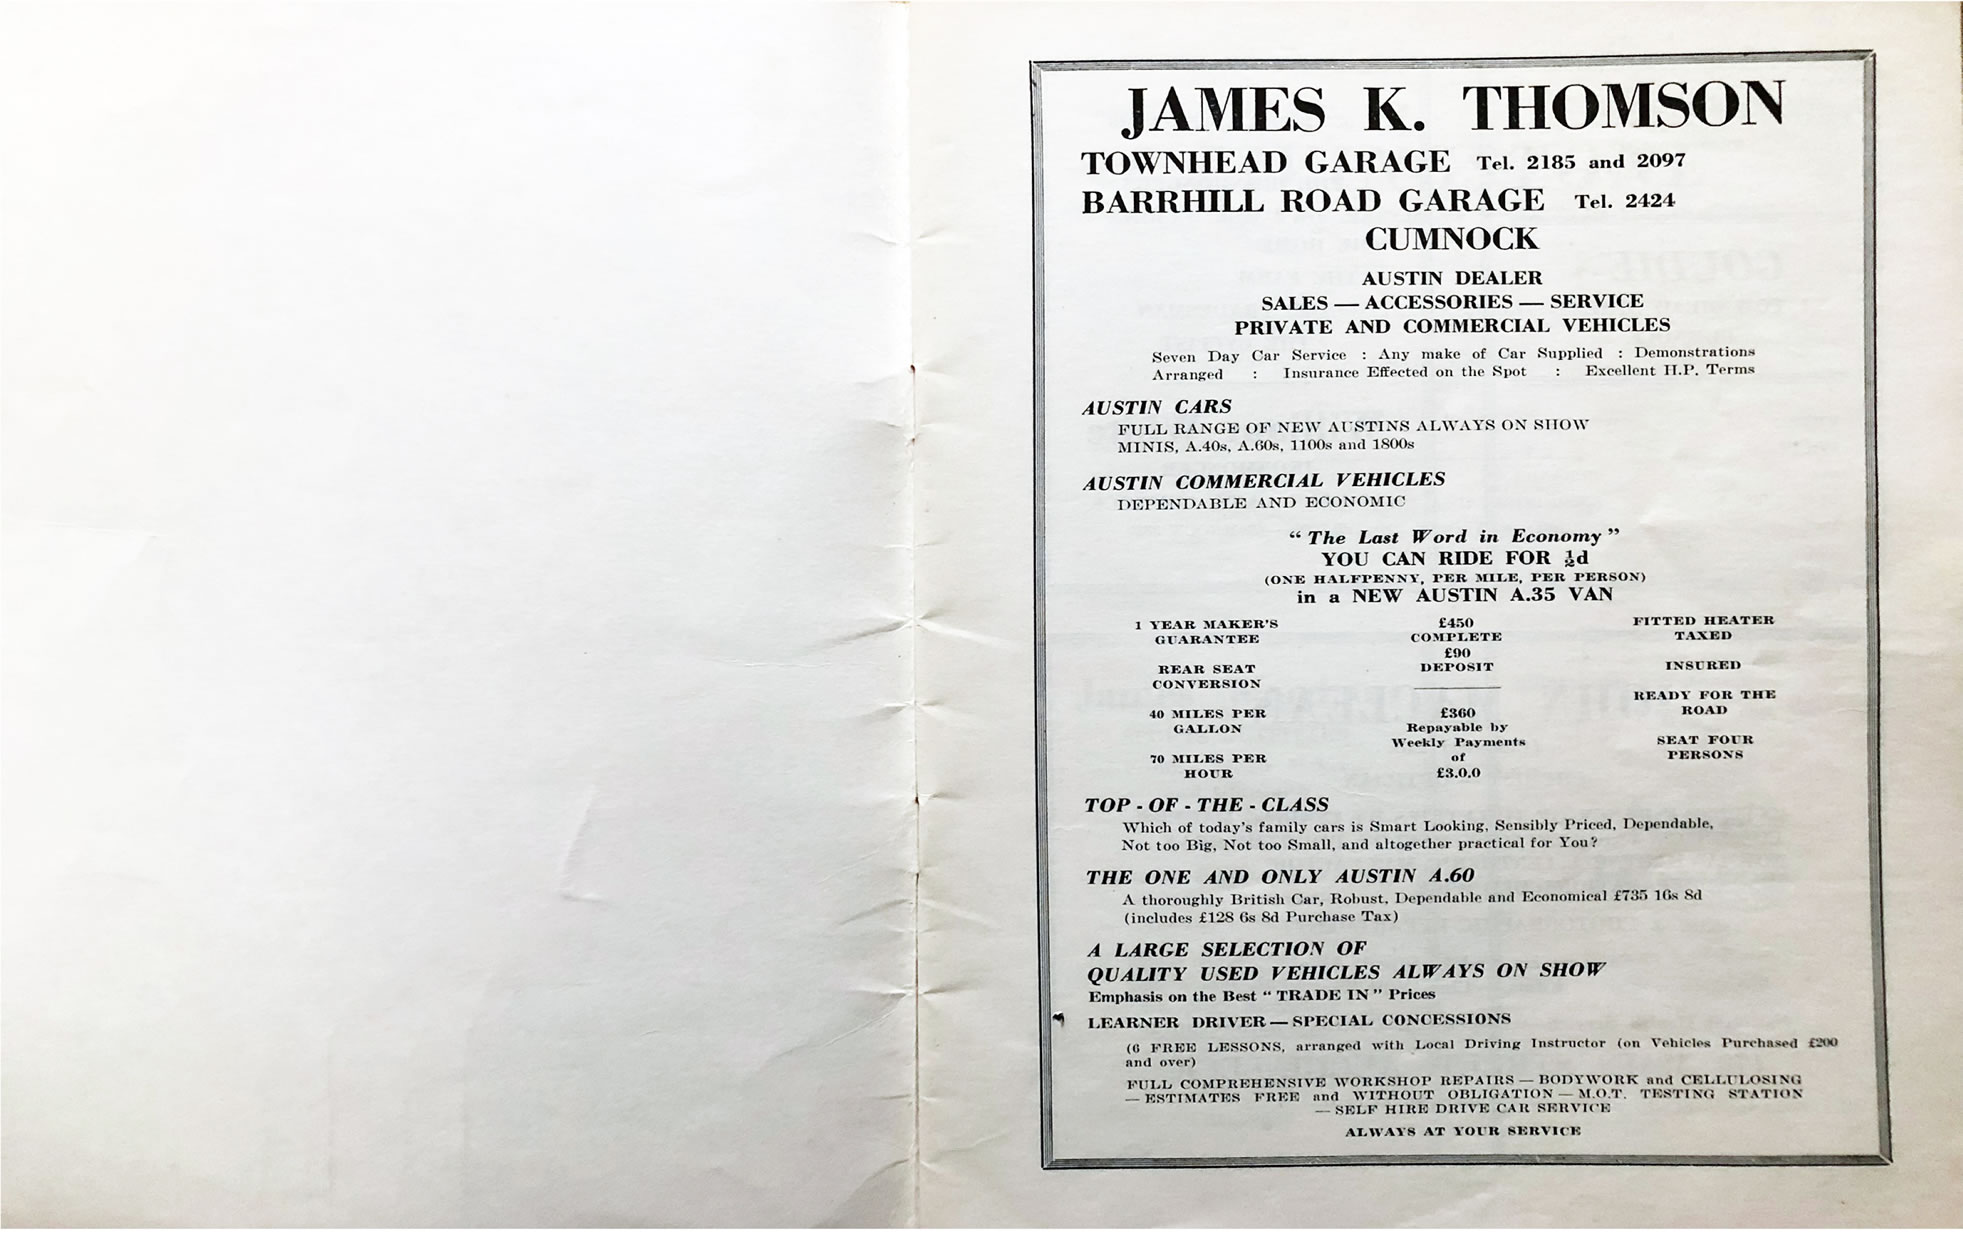 JAMES K. THOMSON
TOWNHEAD GARAGE Tel. 2185 and 2097
BARRHILL ROAD GARAGE Tel. 2424
CUMNOCK
AUSTIN DEALER
SALES — ACCESSORIES — SERVICE
PRIVATE AND COMMERCIAL VEHICLES
Seven Day Car Service : Any make of Car Supplied : Demonstrations
Arranged : Insurance Effected on the Spot : Excellent H.P. Terms
AUSTIN CARS
FULL RANGE OF NEW AUSTINS ALWAYS ON SHOW
MINIS, A.40s, A.60s, 1100s and 1800s
AUSTIN COMMERCIAL VEHICLES
DEPENDABLE AND ECONOMIC
“The Last Word in Economy”
YOU CAN RIDE FOR ½d
(ONE HALFPENNY, PER MILE, PER PERSON)
in a NEW AUSTIN A.35 VAN
1 YEAR MAKER'S
GUARANTEE
REAR SEAT
CONVERSION
40 MILES PER
GALLON
70 MILES PER
HOUR
£450
COMPLETE
£90
DEPOSIT
£360
Repayable by
Weekly Payments
of
£3.0.0
FITTED HEATER
TAXED
INSURED
READY FOR THE
ROAD
SEAT FOUR
PERSONS
TOP - OF - THE - CLASS
Which of today's family cars is Smart Looking, Sensibly Priced, Dependable,
Not too Big, Not too Small, and altogether practical for You?
THE ONE AND ONLY AUSTIN A.60
A thoroughly British Car, Robust, Dependable and Economical £735 16s 8d
(includes £128 6s 8d Purchase Tax)
A LARGE SELECTION OF
QUALITY USED VEHICLES ALWAYS ON SHOW
Emphasis on the Best “TRADE IN” Prices
LEARNER DRIVER — SPECIAL CONCESSIONS
(6 FREE LESSONS, arranged with Local Driving Instructor (on Vehicles Purchased £200
and over)
FULL COMPREHENSIVE WORKSHOP REPAIRS — BODYWORK and CELLULOSING
— ESTIMATES FREE and WITHOUT OBLIGATION — M.O.T. TESTING STATION
— SELF HIRE DRIVE CAR SERVICE
ALWAYS AT YOUR SERVICE